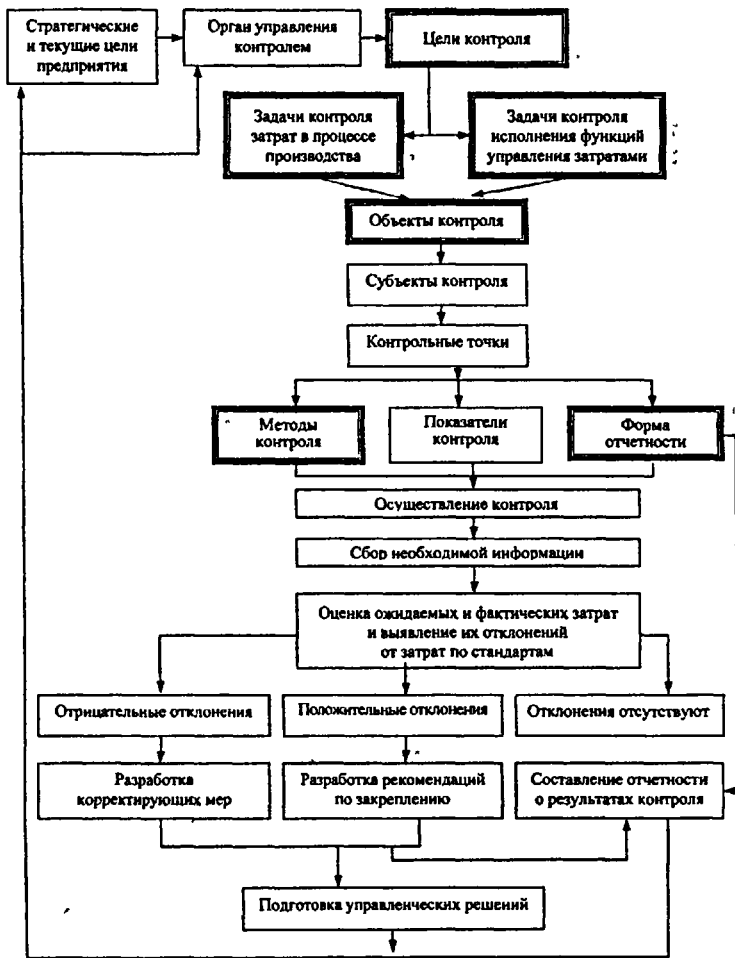 Стратегические
и текущие цели
предприятия
Орган управления
контролем
Цели контроля
Задачи контроля
затрат в процессе
производства
Задачи контроля
исполнения функций
управления затратами
Объекты контроля
Субъекты контроля
Контрольные точки
Методы
контроля
Показатели
контроля
Форма
отчетности
Осуществление контроля
Сбор необходимой информации
Оценка ожидаемых и фактических затрат
и выявление их отклонений
от затрат по стандартам
Отрицательные отклонения
Положительные отклонения
Отклонения отсутствуют
Разработка
корректирующих мер
Разработка рекомендаций
по закреплению
Составление отчетности
о результатах контроля
Подготовка управленческих решений